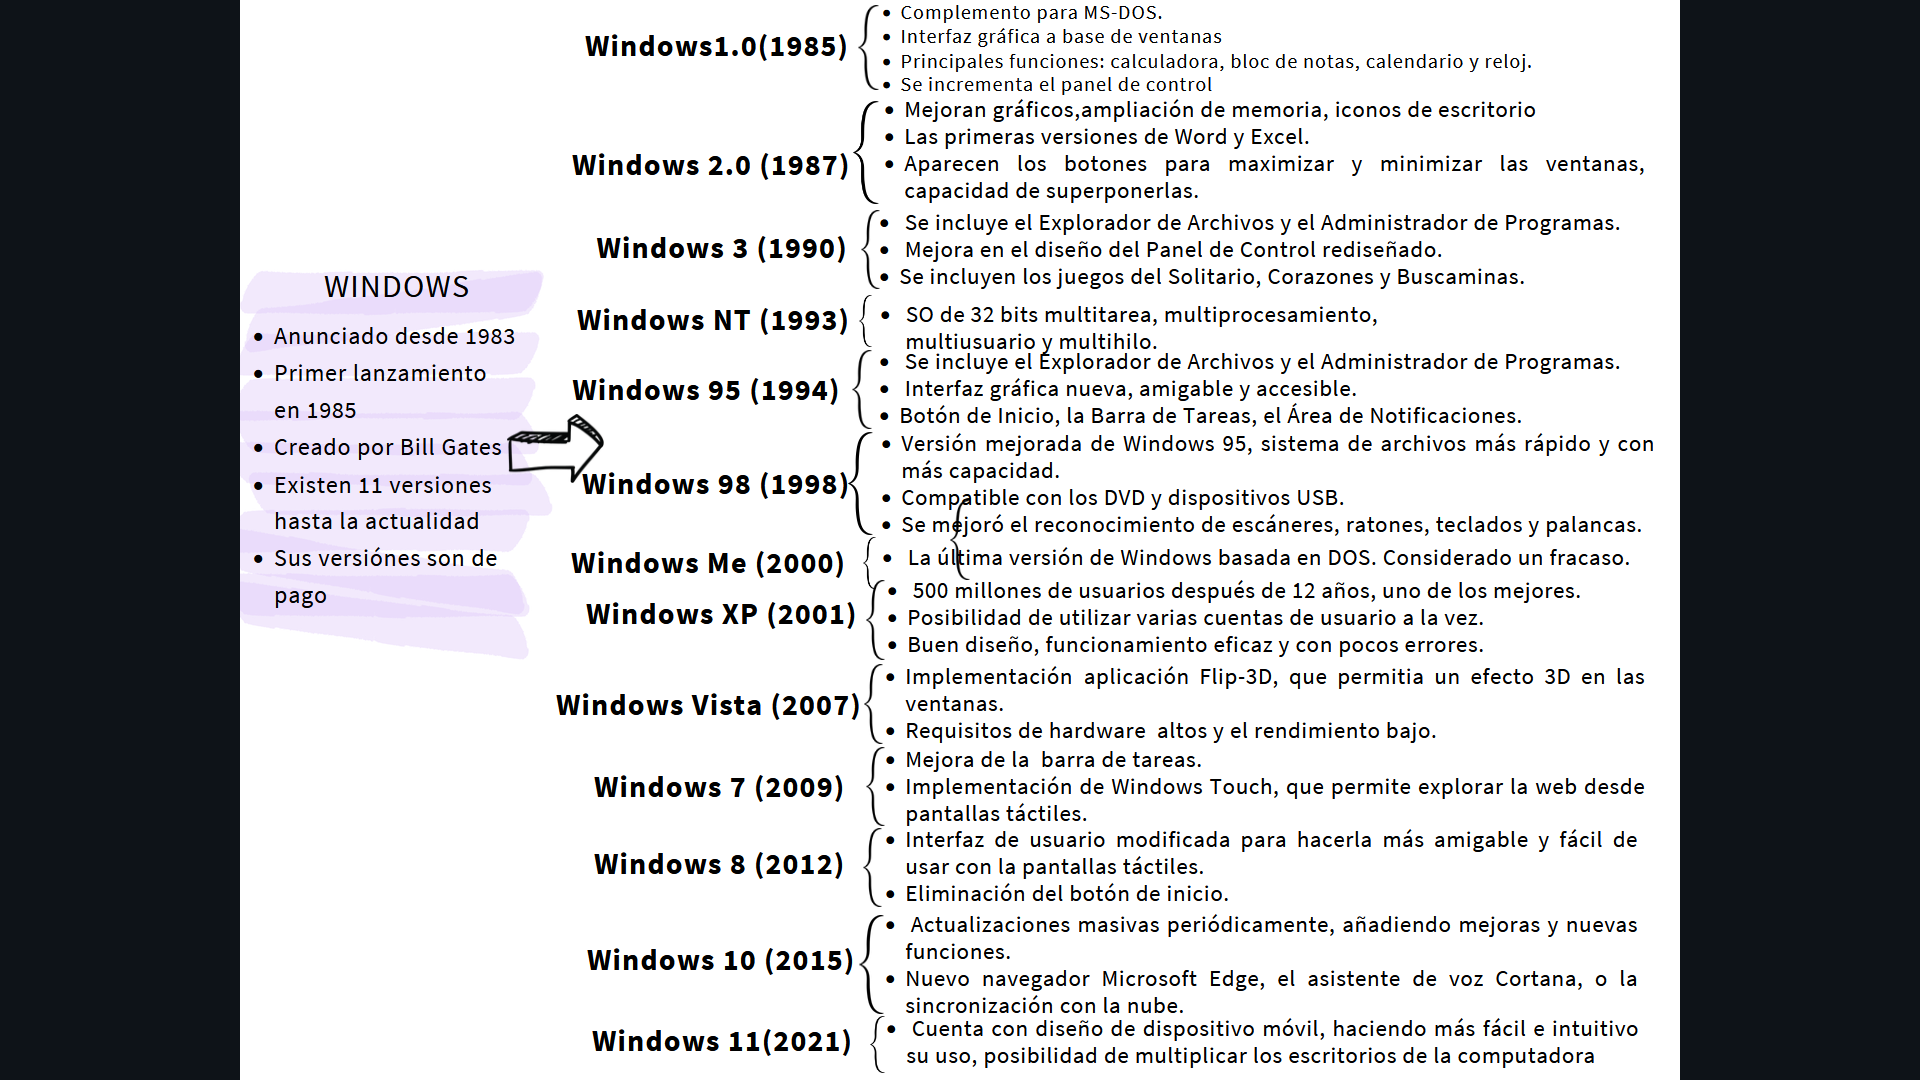 WINDOWS
• Anunciado desde 1983
• Primer lanzamiento
en 1985
• Creado por Bill Gates
• Existen 11 versiones
hasta la actualidad
• Sus versiónes son de
pago
Windows1.0(1985)
• Complemento para MS-DOS.
• Interfaz gráfica a base de ventanas
• Principales funciones: calculadora, bloc de notas, calendario y reloj.
• Se incrementa el panel de control
Windows 2.0 (1987)
• Mejoran gráficos,ampliación de memoria, iconos de escritorio
• Las primeras versiones de Word y Excel.
• Aparecen los botones para maximizar y minimizar las ventanas,
capacidad de superponerlas.
Windows 3 (1990)
• Se incluye el Explorador de Archivos y el Administrador de Programas.
• Mejora en el diseño del Panel de Control rediseñado.
• Se incluyen los juegos del Solitario, Corazones y Buscaminas.
Windows NT (1993)
• SO de 32 bits multitarea, multiprocesamiento,
multiusuario y multihilo.
Windows 95 (1994)
• Se incluye el Explorador de Archivos y el Administrador de Programas.
• Interfaz gráfica nueva, amigable y accesible.
• Botón de Inicio, la Barra de Tareas, el Área de Notificaciones.
Windows 98 (1998)
• Versión mejorada de Windows 95, sistema de archivos más rápido y con
más capacidad.
• Compatible con los DVD y dispositivos USB.
• Se mejoró el reconocimiento de escáneres, ratones, teclados y palancas.
Windows Me (2000)
• La última versión de Windows basada en DOS. Considerado un fracaso.
Windows XP (2001)
• 500 millones de usuarios después de 12 años, uno de los mejores.
• Posibilidad de utilizar varias cuentas de usuario a la vez.
• Buen diseño, funcionamiento eficaz y con pocos errores.
Windows Vista (2007)
• Implementación aplicación Flip-3D, que permitia un efecto 3D en las
ventanas.
• Requisitos de hardware altos y el rendimiento bajo.
Windows 7 (2009)
• Mejora de la barra de tareas.
• Implementación de Windows Touch, que permite explorar la web desde
pantallas táctiles.
Windows 8 (2012)
• Interfaz de usuario modificada para hacerla más amigable y fácil de
usar con la pantallas táctiles.
• Eliminación del botón de inicio.
Windows 10 (2015)
• Actualizaciones masivas periódicamente, añadiendo mejoras y nuevas
funciones.
• Nuevo navegador Microsoft Edge, el asistente de voz Cortana, o la
sincronización con la nube.
Windows 11(2021)
• Cuenta con diseño de dispositivo móvil, haciendo más fácil e intuitivo
su uso, posibilidad de multiplicar los escritorios de la computadora